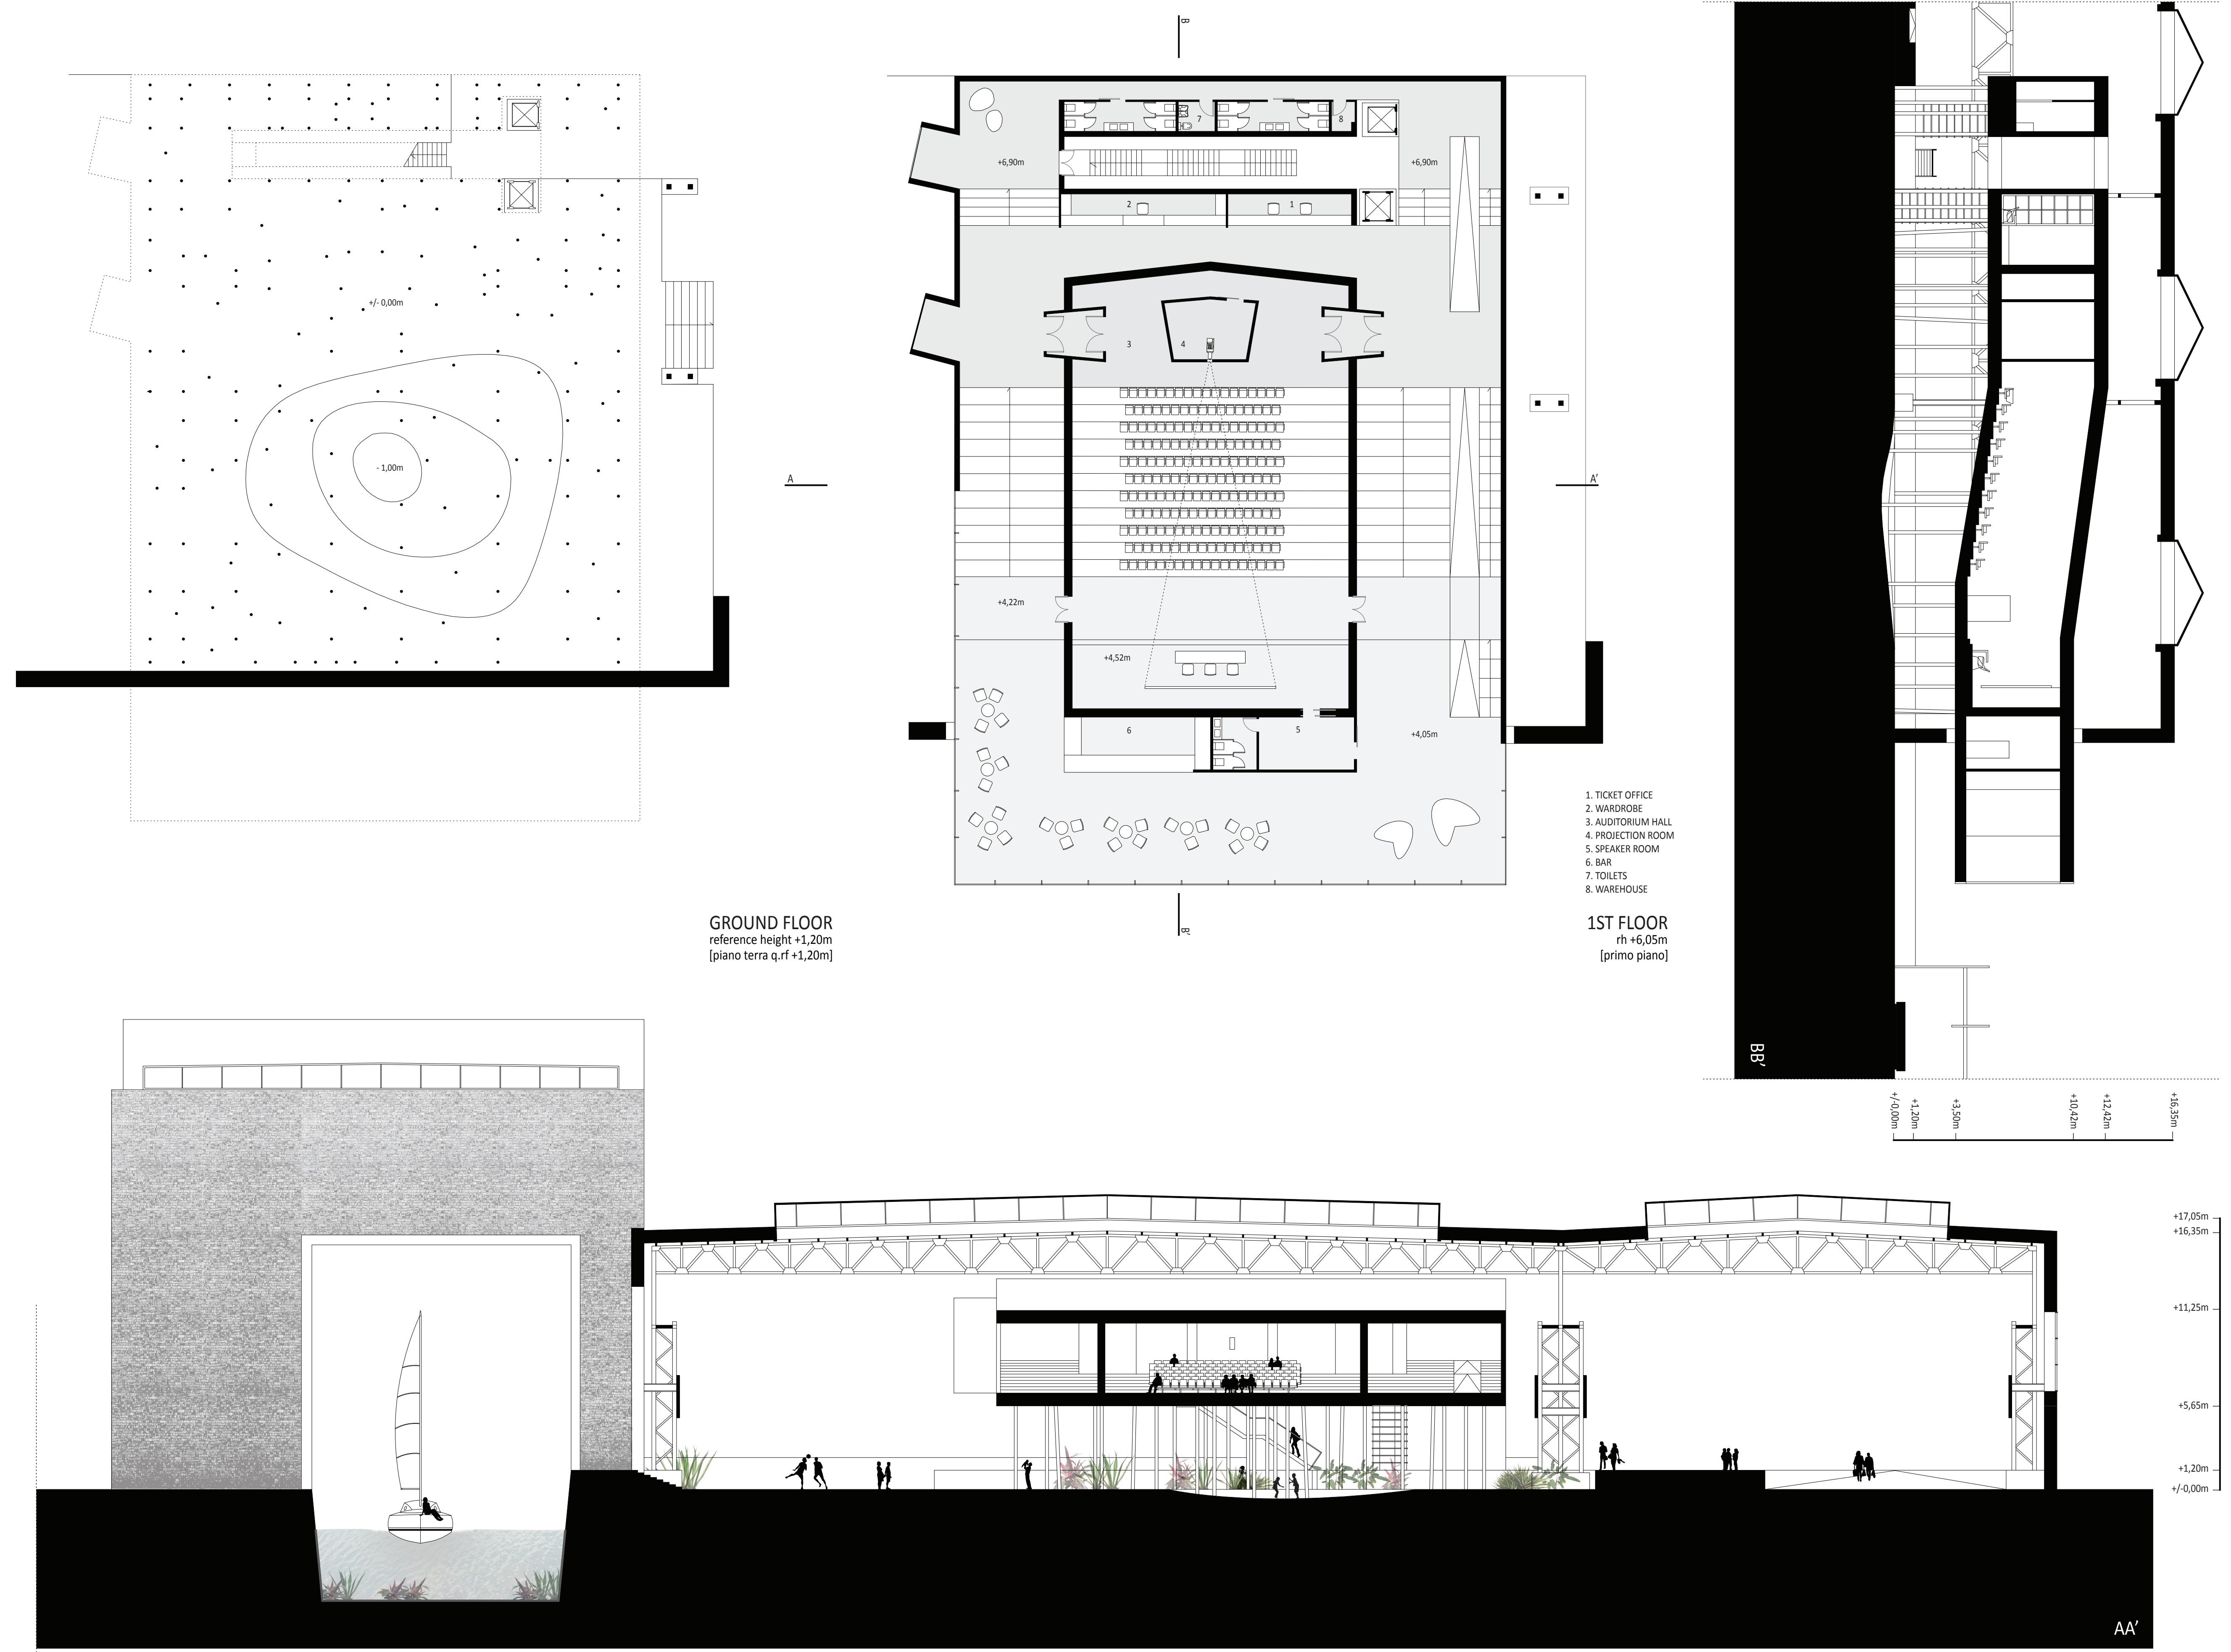 B
7
8
+6,90m
+6,90m
2
1
+/- 0,00m
3
4
- 1,00m
A
A'
+4,22m
+4,52m
6
5
+4,05m
1. TICKET OFFICE
2. WARDROBE
3. AUDITORIUM HALL
4. PROJECTION ROOM
5. SPEAKER ROOM
6. BAR
7. TOILETS
8. WAREHOUSE
B'
GROUND FLOOR
reference height +1,20m
[piano terra q.rf +1,20m]
1ST FLOOR
rh +6,05m
[primo piano]
BB'
+/-0,00m
+1,20m
+3,50m
+10,42m
+12,42m
+16,35m
+17,05m
+16,35m
+11,25m
+5,65m
+1,20m
+/-0,00m
AA'